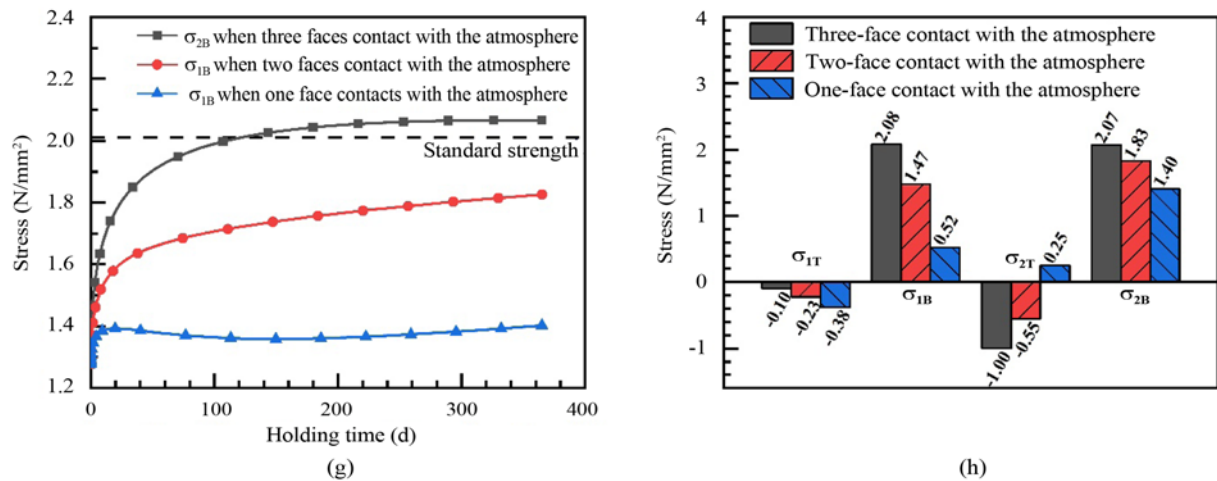 2.4
2.2
2.0
1.8
1.6
1.4
1.2
Stress (N/mm²)
σ2B when three faces contact with the atmosphere
σ1B when two faces contact with the atmosphere
σ1B when one face contacts with the atmosphere
Standard strength
0 100 200 300 400
Holding time (d)
(g)
4
3
2
1
0
-1
Stress (N/mm²)
Three-face contact with the atmosphere
Two-face contact with the atmosphere
One-face contact with the atmosphere
σ1T
-0.10
-0.23
-0.38
2.08
1.47
0.52
σ1B
σ2T
-1.00
-0.55
0.25
2.07
1.83
1.40
σ2B
(h)